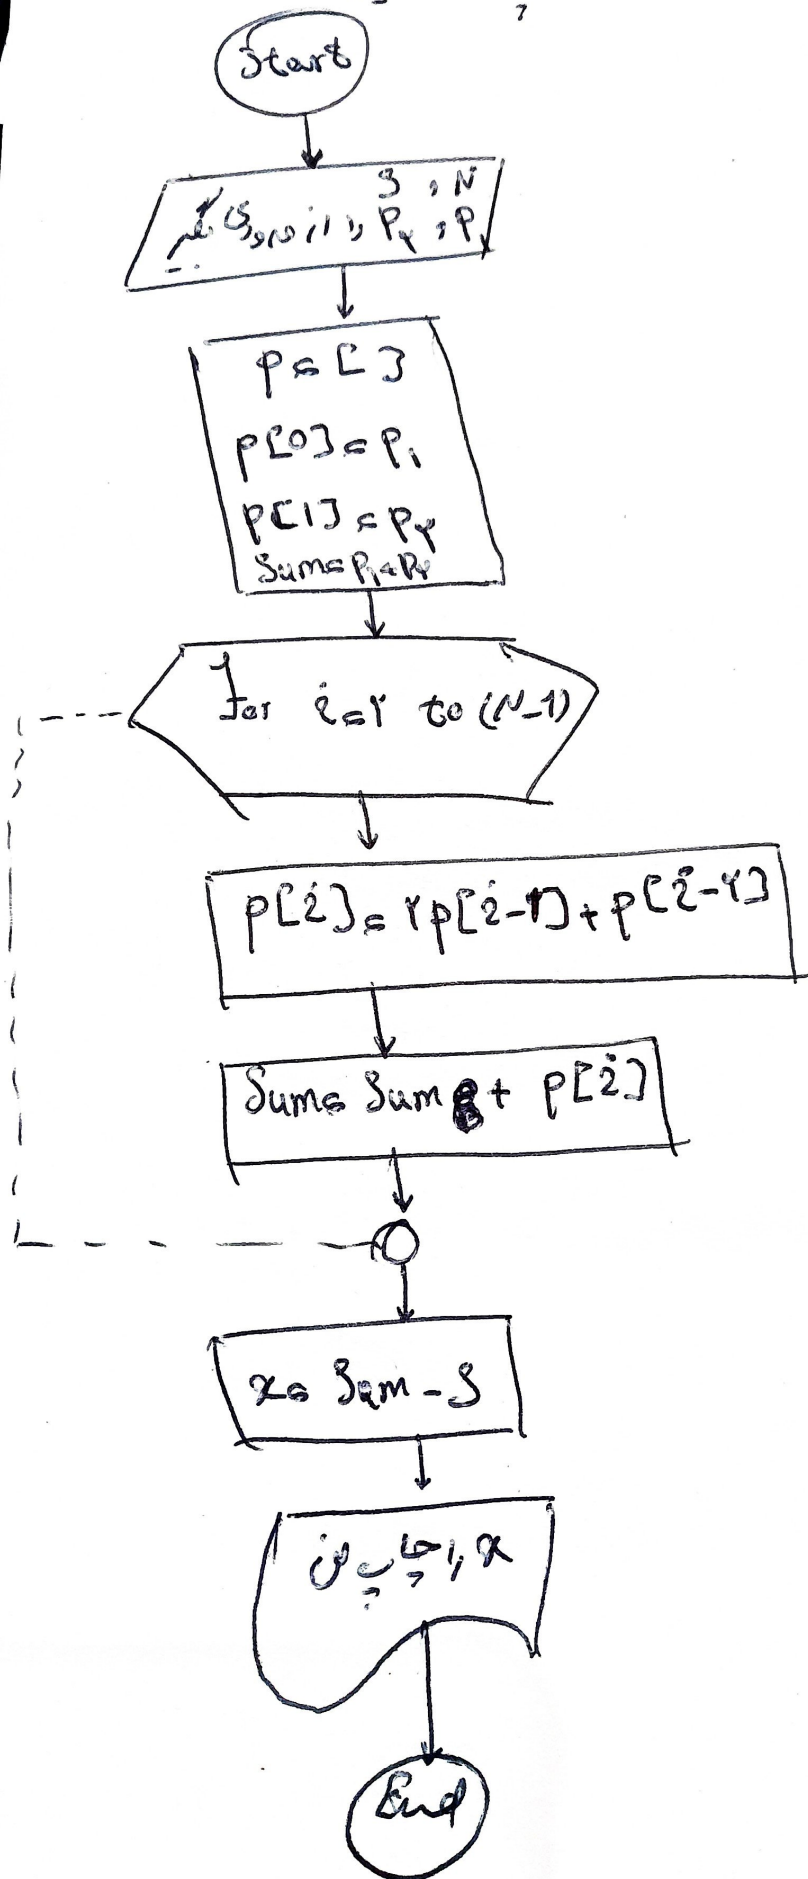 Start
S , N
P۱ , P۲ را از ورودی بگیر
P = [ ]
P[0] = P۱
P[1] = P۲
Sum = P۱ + P۲
For i = ۲ to (N-1)
P[i] = ۲P[i-1] + P[i-۲]
Sum = Sum + P[i]
x = Sum - S
x را چاپ کن
End